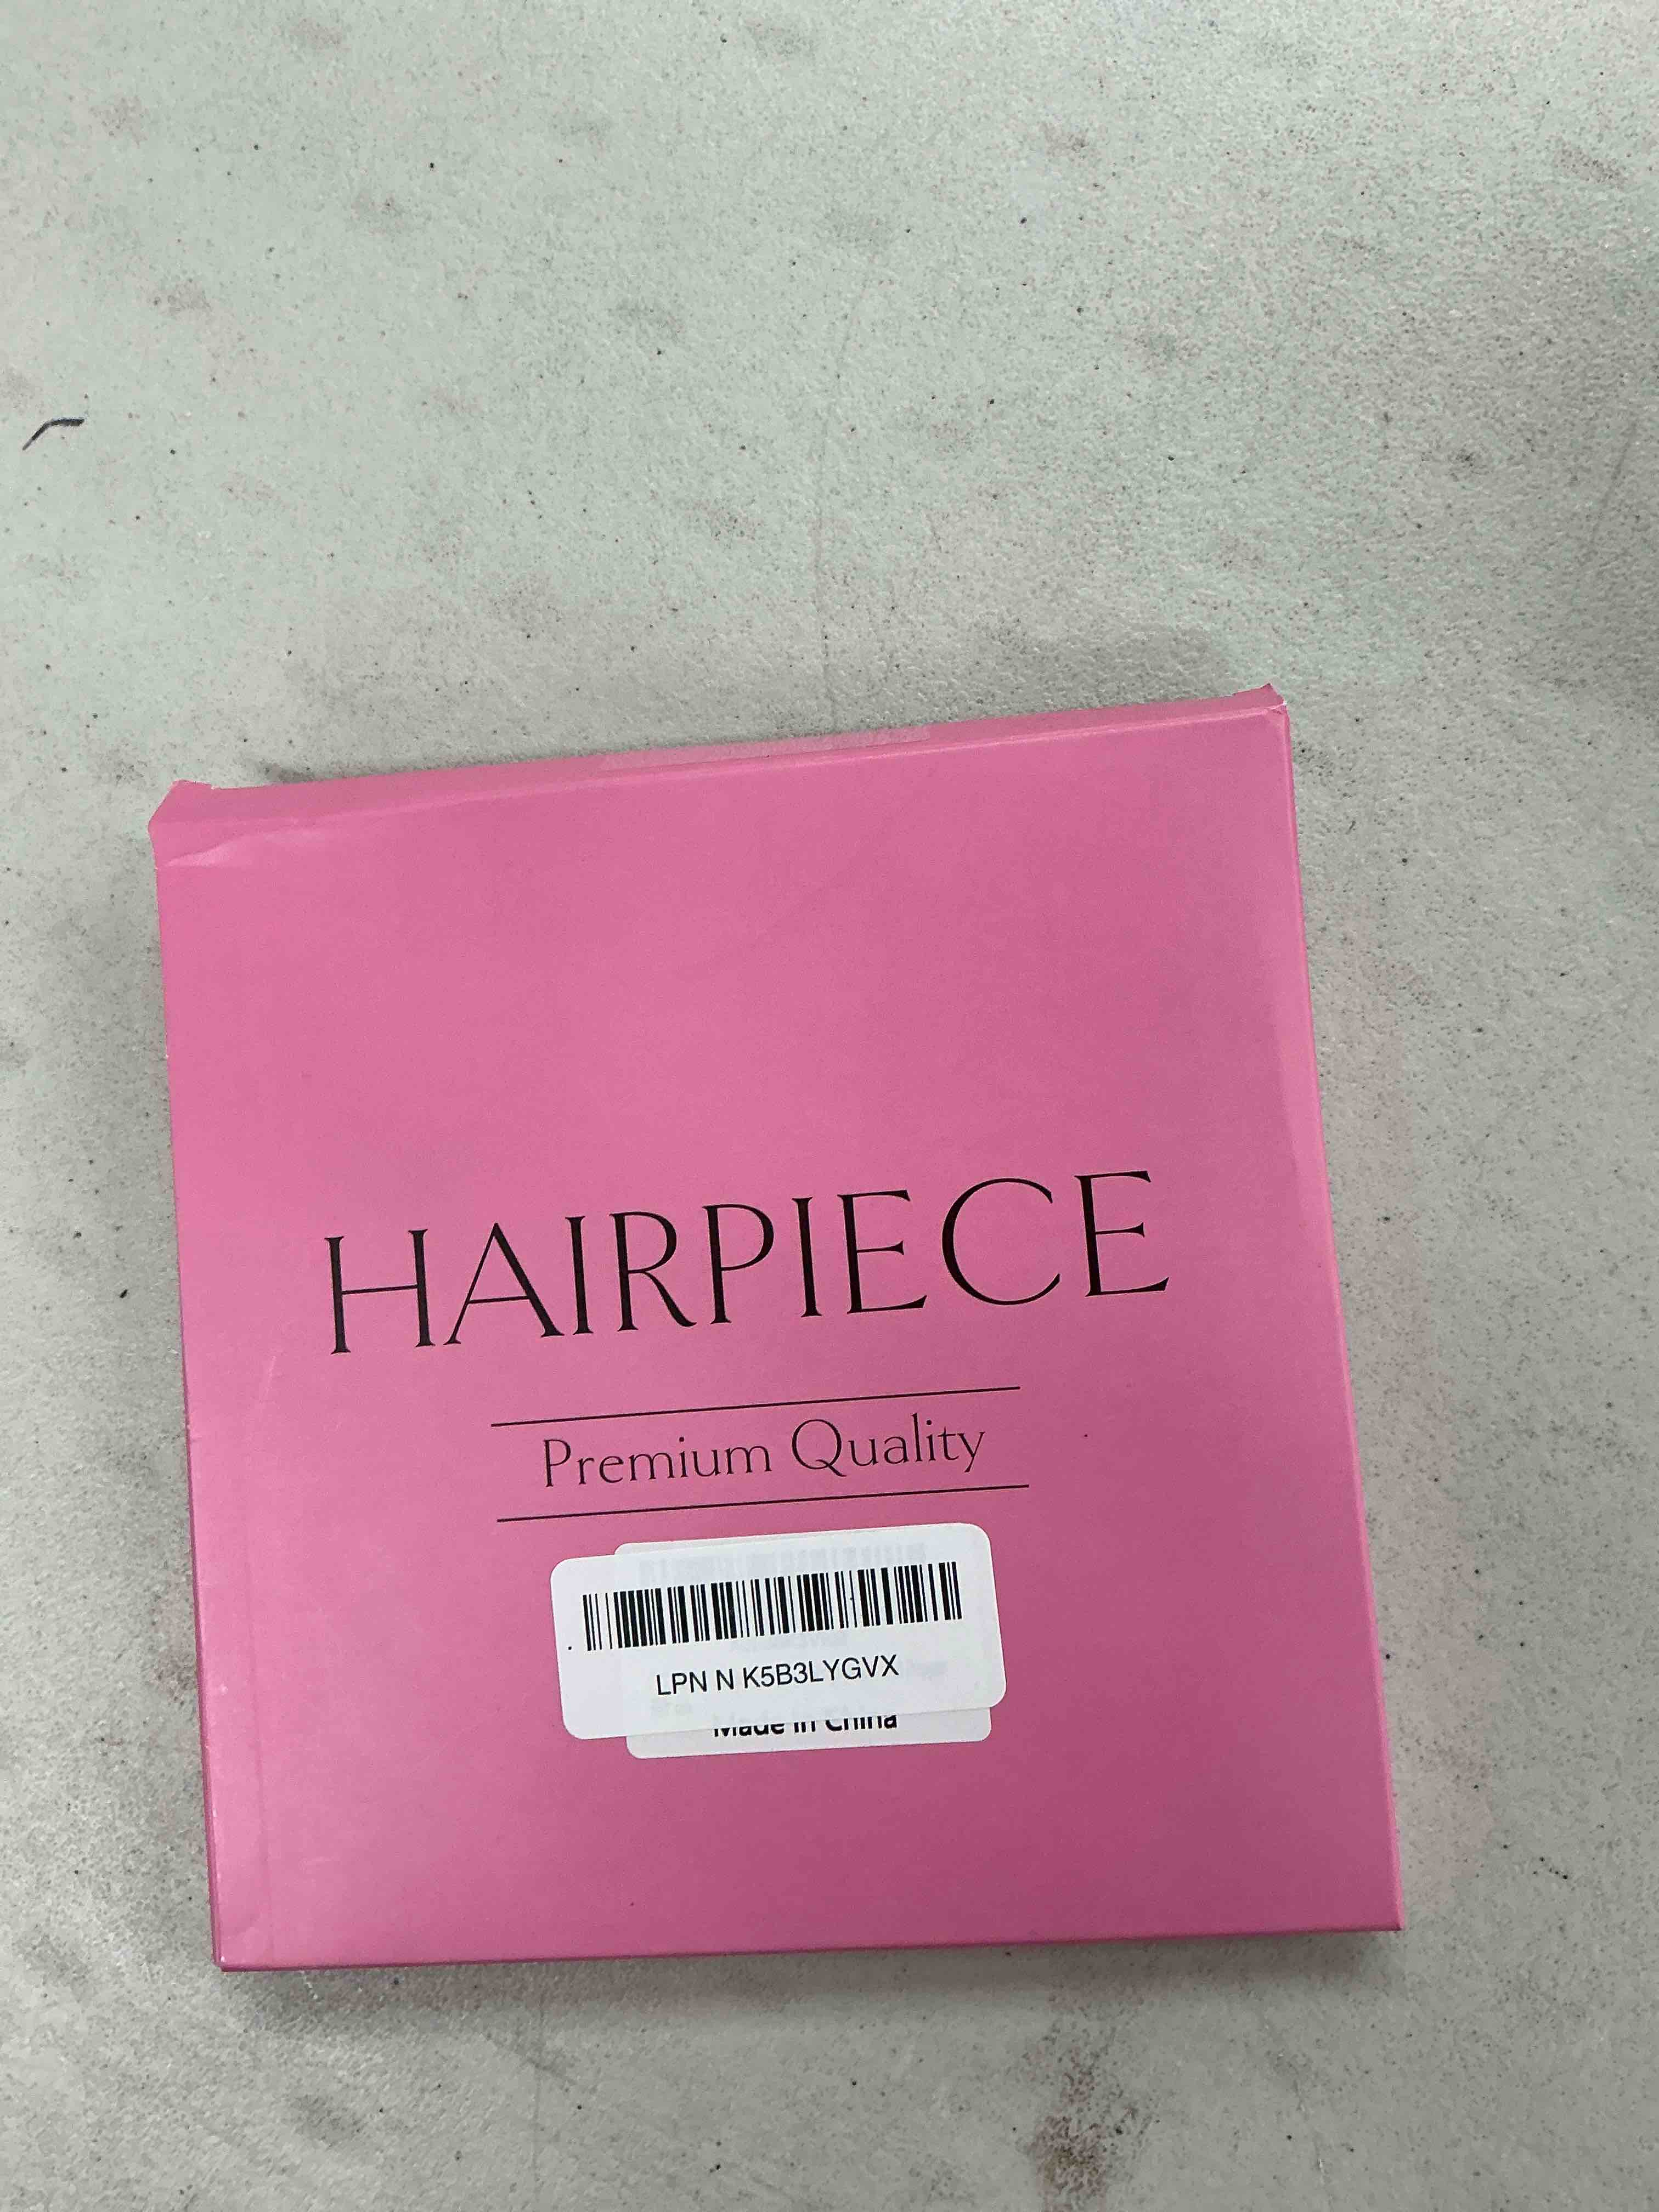 HAIRPIECE
Premium Quality
LPN N K5B3LYGVX
Made in China